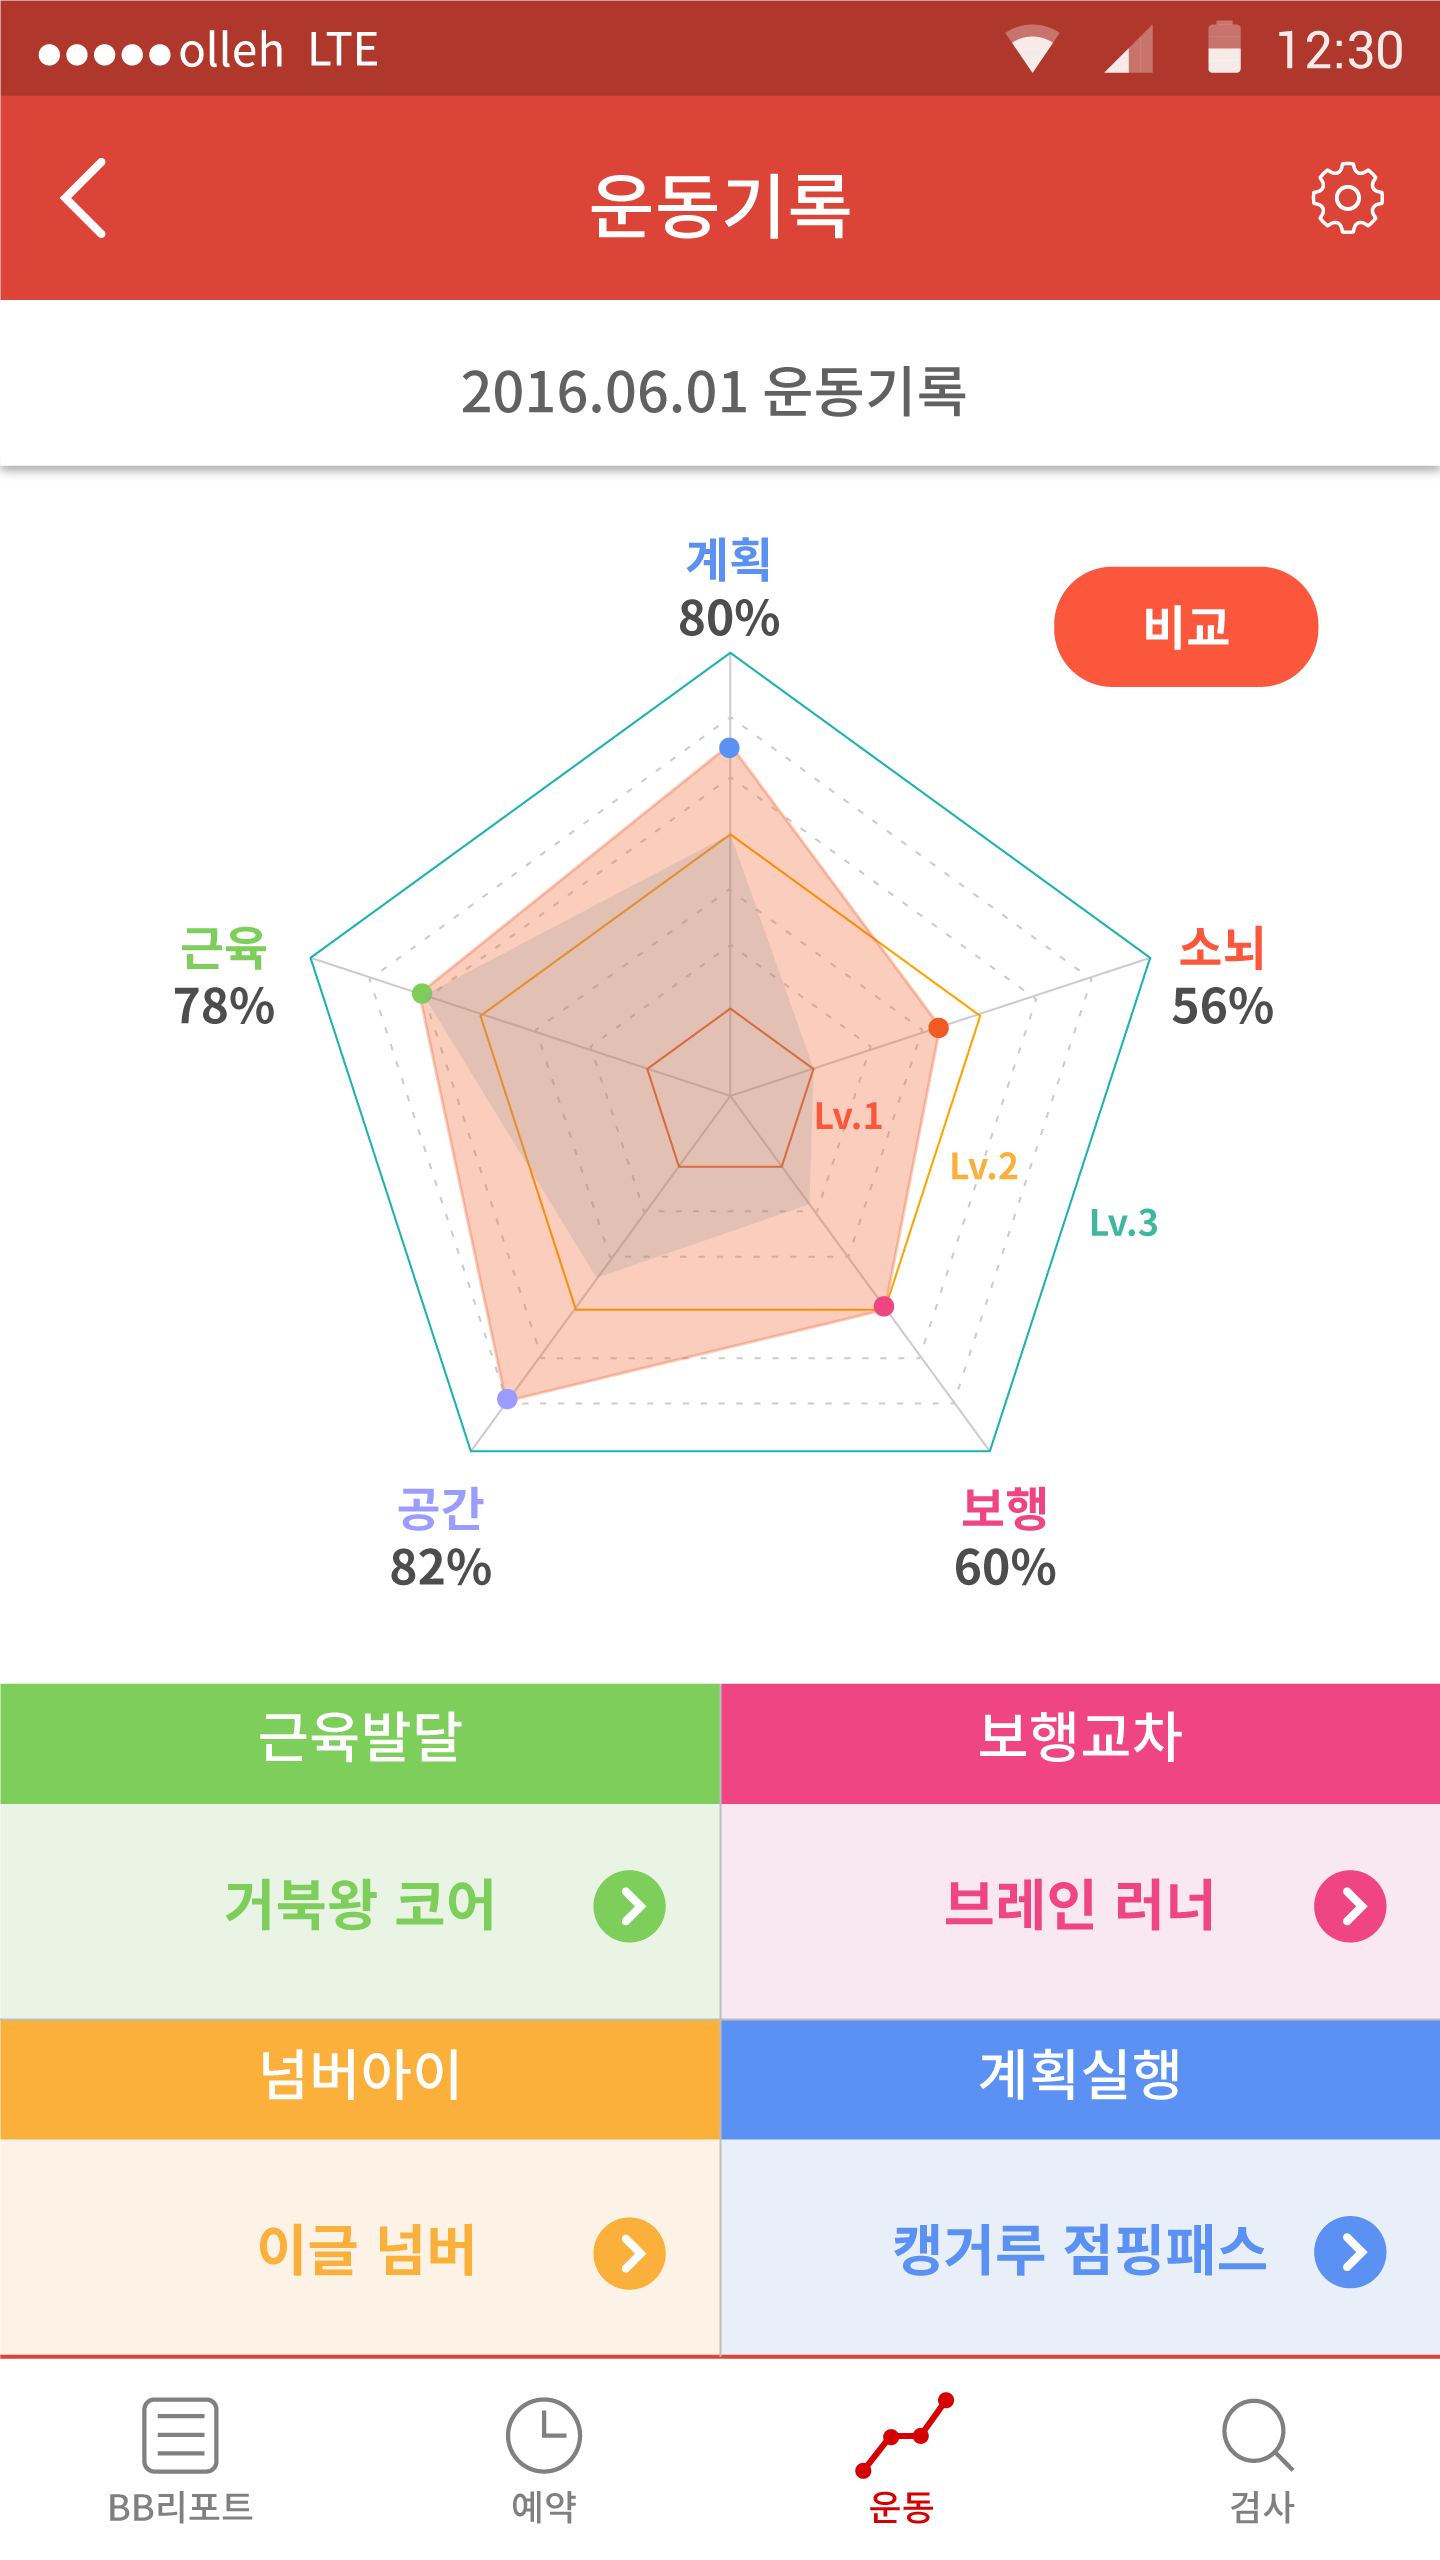 olleh LTE 12:30
운동기록
2016.06.01 운동기록
계획
80%
비교
근육
78%
소뇌
56%
Lv.1
Lv.2
Lv.3
공간
82%
보행
60%
근육발달
보행교차
거북왕 코어
브레인 러너
넘버아이
계획실행
이글 넘버
캥거루 점핑패스
BB리포트
예약
운동
검사